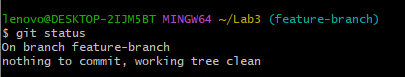 lenovo@DESKTOP-2IJM5BT MINGW64 ~/Lab3 (feature-branch)
$ git status
On branch feature-branch
nothing to commit, working tree clean